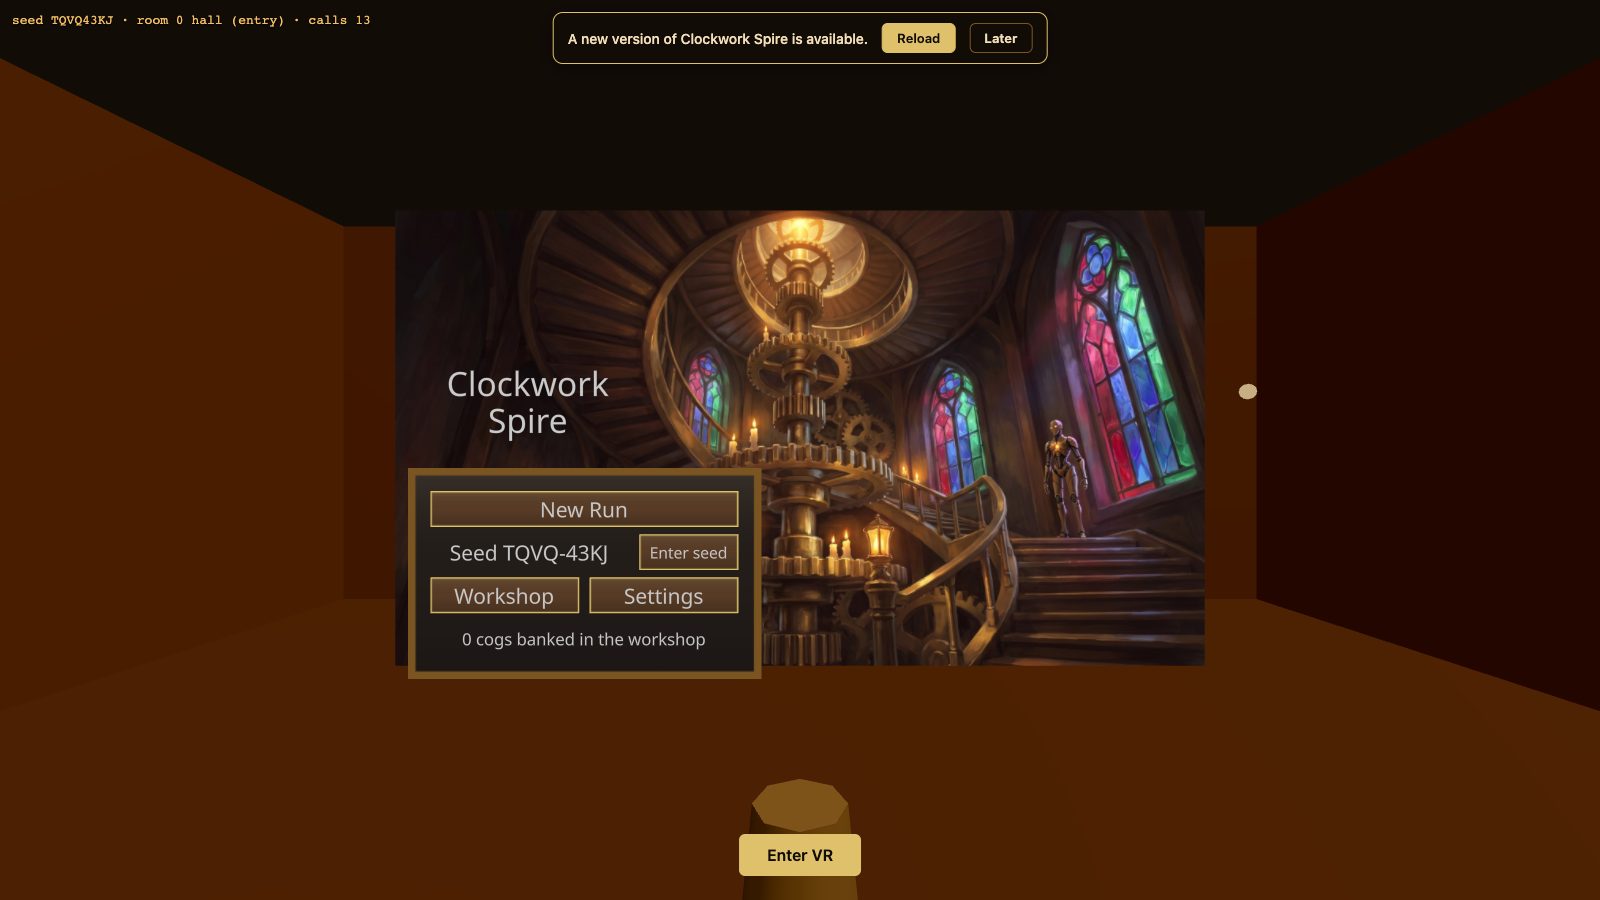 seed TQVQ43KJ · room 0 hall (entry) · calls 13
A new version of Clockwork Spire is available.
Reload
Later
Clockwork
Spire
New Run
Seed TQVQ-43KJ
Enter seed
Workshop
Settings
0 cogs banked in the workshop
Enter VR